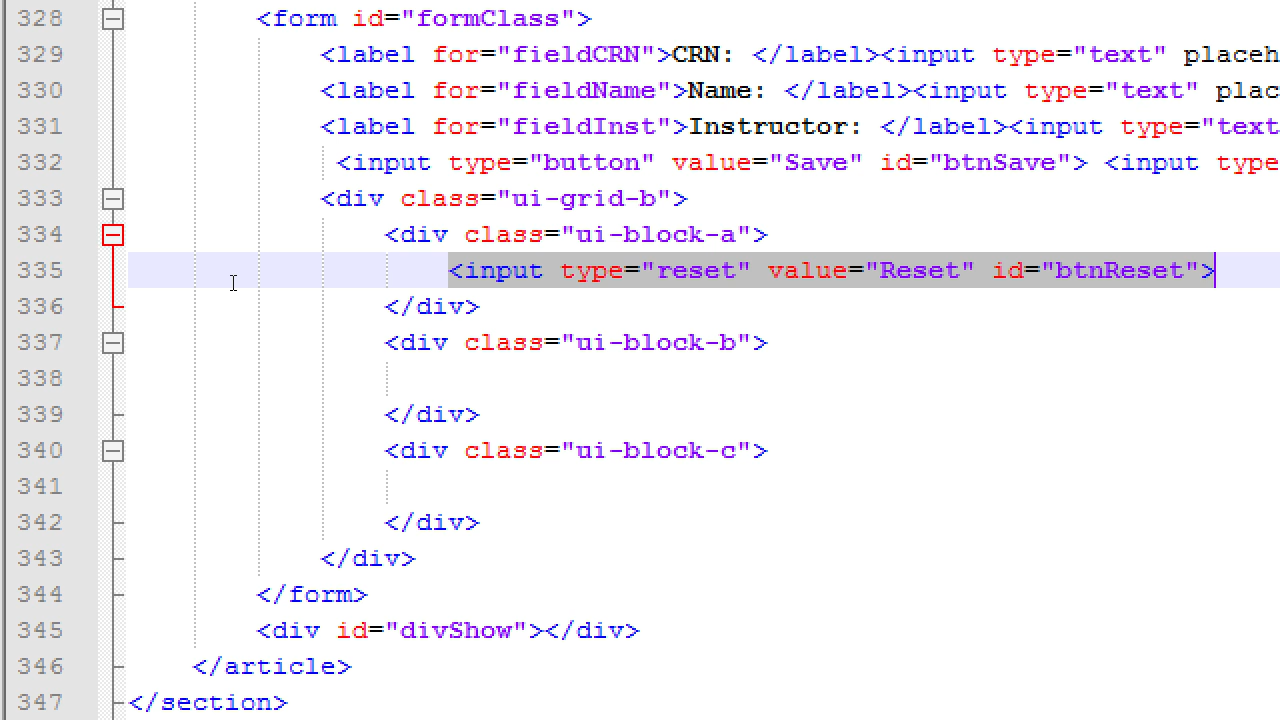 328 <form id="formClass">
329 <label for="fieldCRN">CRN: </label><input type="text" placeh
330 <label for="fieldName">Name: </label><input type="text" plac
331 <label for="fieldInst">Instructor: </label><input type="text
332 <input type="button" value="Save" id="btnSave"> <input type
333 <div class="ui-grid-b">
334 <div class="ui-block-a">
335 <input type="reset" value="Reset" id="btnReset">
336 </div>
337 <div class="ui-block-b">
338
339 </div>
340 <div class="ui-block-c">
341
342 </div>
343 </div>
344 </form>
345 <div id="divShow"></div>
346 </article>
347 </section>